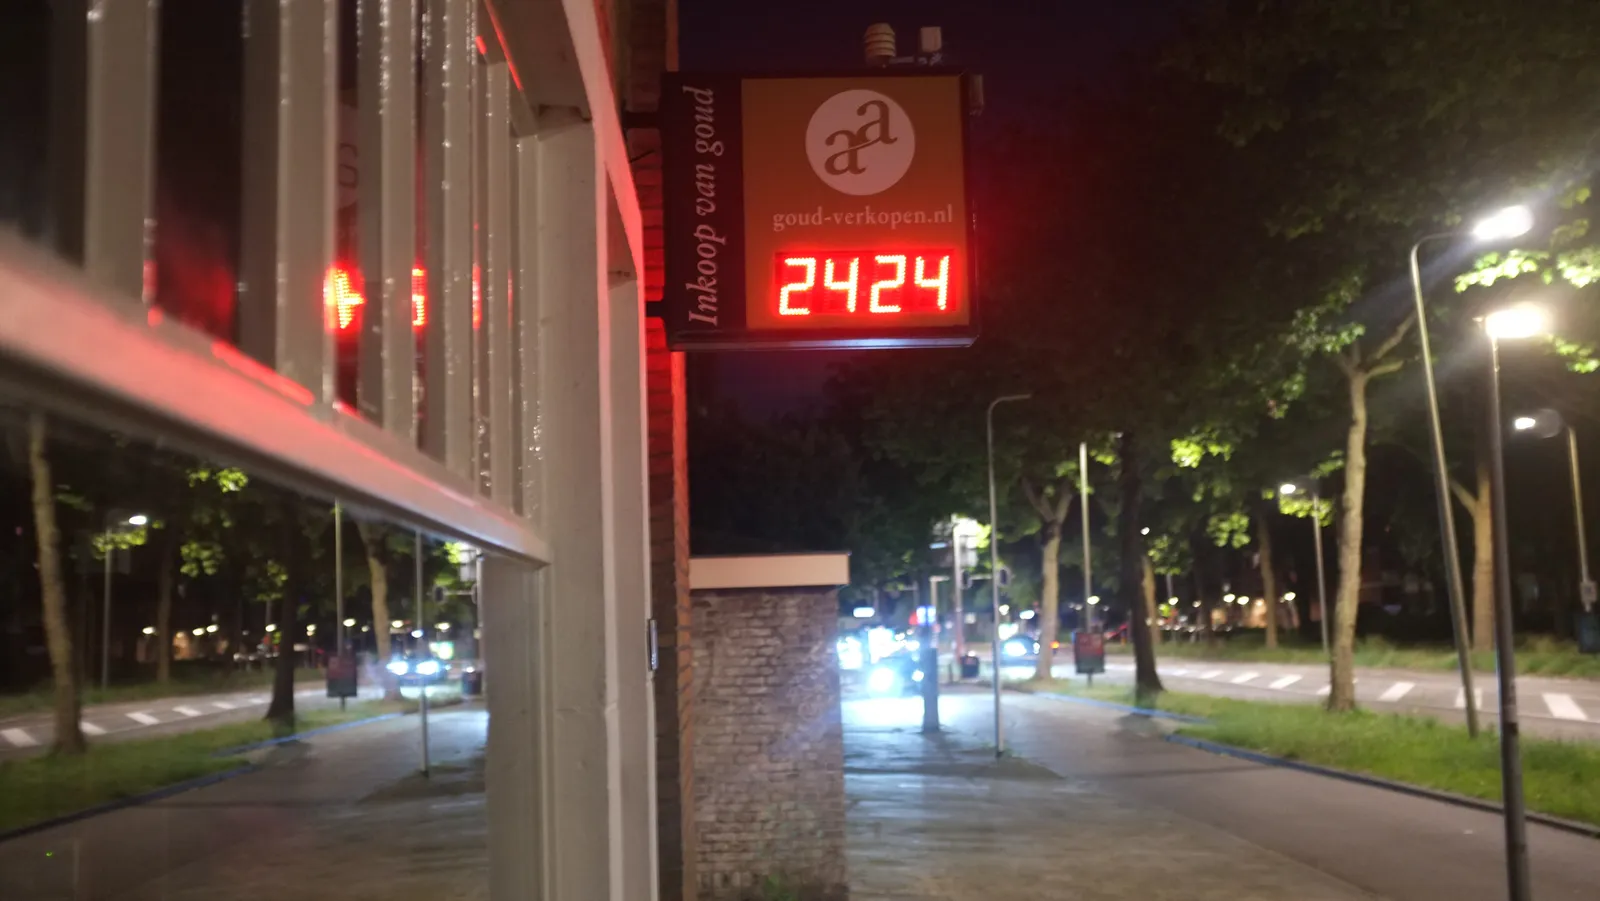 Inkoop van goud
aa
goud-verkopen.nl
2424